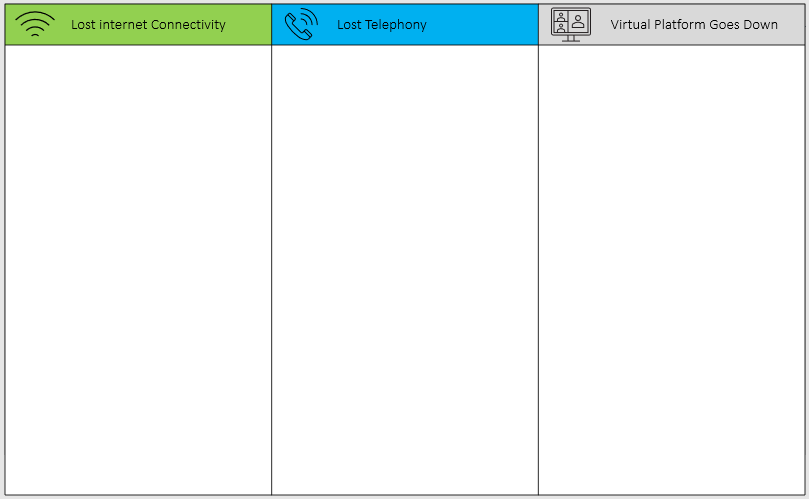 Lost internet Connectivity
Lost Telephony
Virtual Platform Goes Down